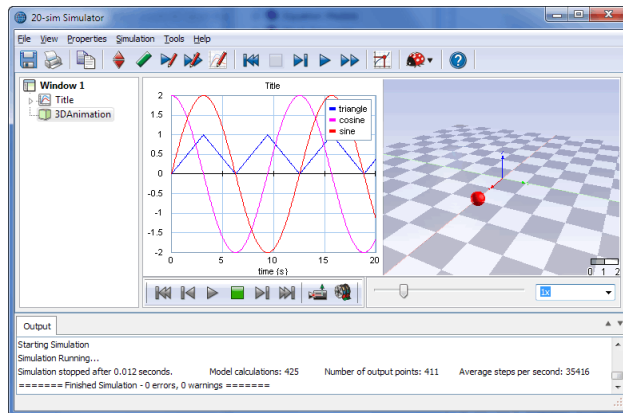 20-sim Simulator
File View Properties Simulation Tools Help
Window 1
Title
3DAnimation
Title
2
1.5
1
0.5
0
-0.5
-1
-1.5
-2
0 5 10 15 20
time {s}
triangle
cosine
sine
0 1 2
1x
Output
Starting Simulation
Simulation Running...
Simulation stopped after 0.012 seconds. Model calculations: 425 Number of output points: 411 Average steps per second: 35416
======= Finished Simulation - 0 errors, 0 warnings =======